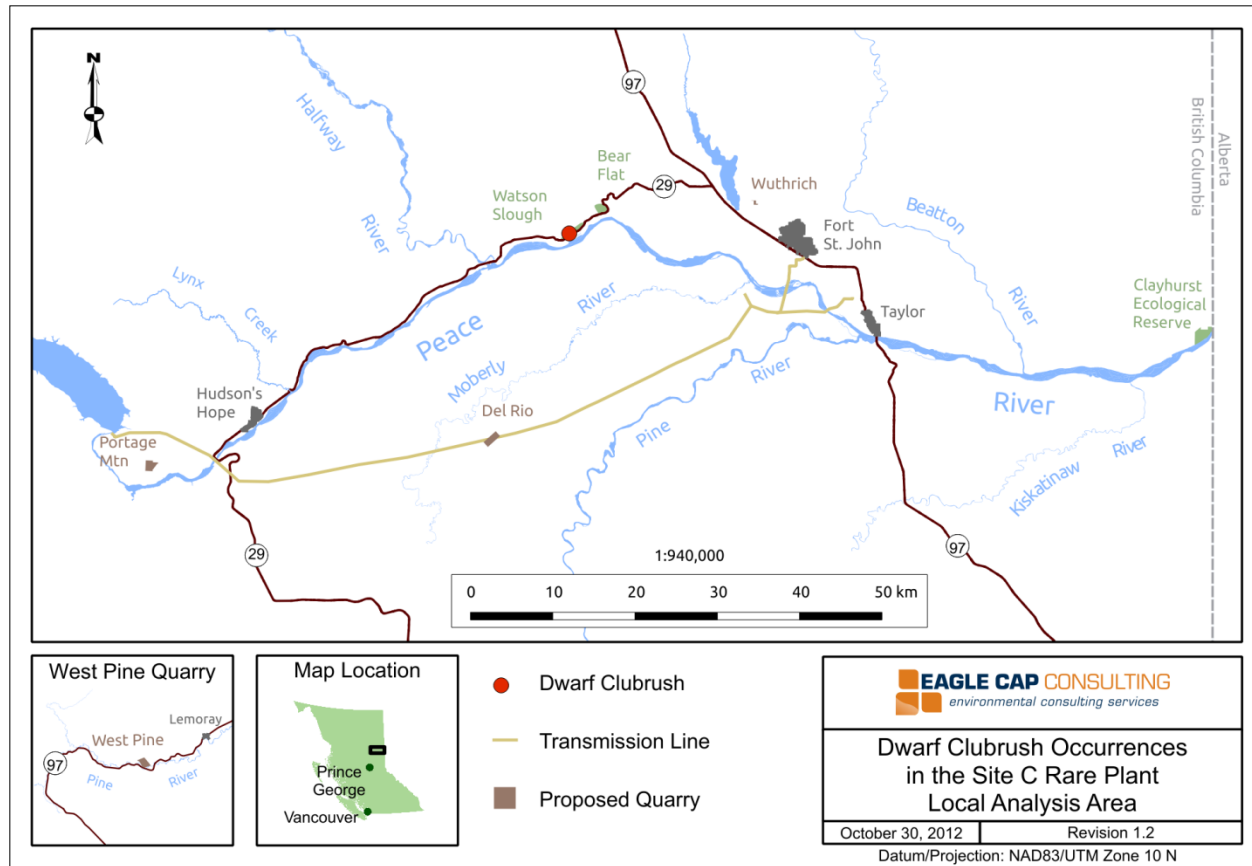 N
97
Halfway
River
Bear
Flat
Watson
Slough
29
Wuthrich
Fort
St. John
Beatton
River
British Columbia
Alberta
Lynx
Creek
Peace
River
Moberly
River
Taylor
Clayhurst
Ecological
Reserve
Hudson's
Hope
Del Rio
Pine
River
Portage
Mtn
Kiskatinaw
River
29
97
1:940,000
0 10 20 30 40 50 km
West Pine Quarry
Lemoray
West Pine
97
Pine
River
Map Location
Prince
George
Vancouver
Dwarf Clubrush
Transmission Line
Proposed Quarry
EAGLE CAP CONSULTING
environmental consulting services
Dwarf Clubrush Occurrences
in the Site C Rare Plant
Local Analysis Area
October 30, 2012 Revision 1.2
Datum/Projection: NAD83/UTM Zone 10 N